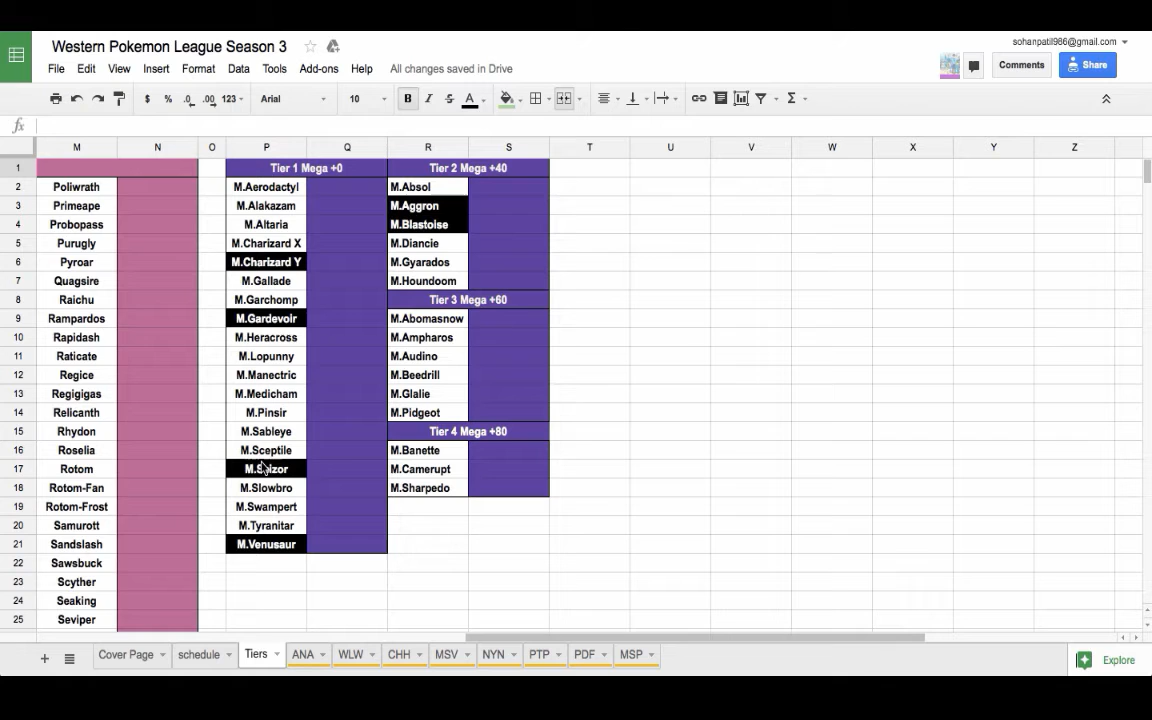 Western Pokemon League Season 3
sohanpatil986@gmail.com
File Edit View Insert Format Data Tools Add-ons Help All changes saved in Drive
Comments Share
$ % .0 .00 123 Arial 10 B I S A Σ
fx
M N O P Q R S T U V W X Y Z
1 Tier 1 Mega +0 Tier 2 Mega +40
2 Poliwrath M.Aerodactyl M.Absol
3 Primeape M.Alakazam M.Aggron
4 Probopass M.Altaria M.Blastoise
5 Purugly M.Charizard X M.Diancie
6 Pyroar M.Charizard Y M.Gyarados
7 Quagsire M.Gallade M.Houndoom
8 Raichu M.Garchomp Tier 3 Mega +60
9 Rampardos M.Gardevoir M.Abomasnow
10 Rapidash M.Heracross M.Ampharos
11 Raticate M.Lopunny M.Audino
12 Regice M.Manectric M.Beedrill
13 Regigigas M.Medicham M.Glalie
14 Relicanth M.Pinsir M.Pidgeot
15 Rhydon M.Sableye Tier 4 Mega +80
16 Roselia M.Sceptile M.Banette
17 Rotom M.Scizor M.Camerupt
18 Rotom-Fan M.Slowbro M.Sharpedo
19 Rotom-Frost M.Swampert
20 Samurott M.Tyranitar
21 Sandslash M.Venusaur
22 Sawsbuck
23 Scyther
24 Seaking
25 Seviper
Cover Page schedule Tiers ANA WLW CHH MSV NYN PTP PDF MSP Explore